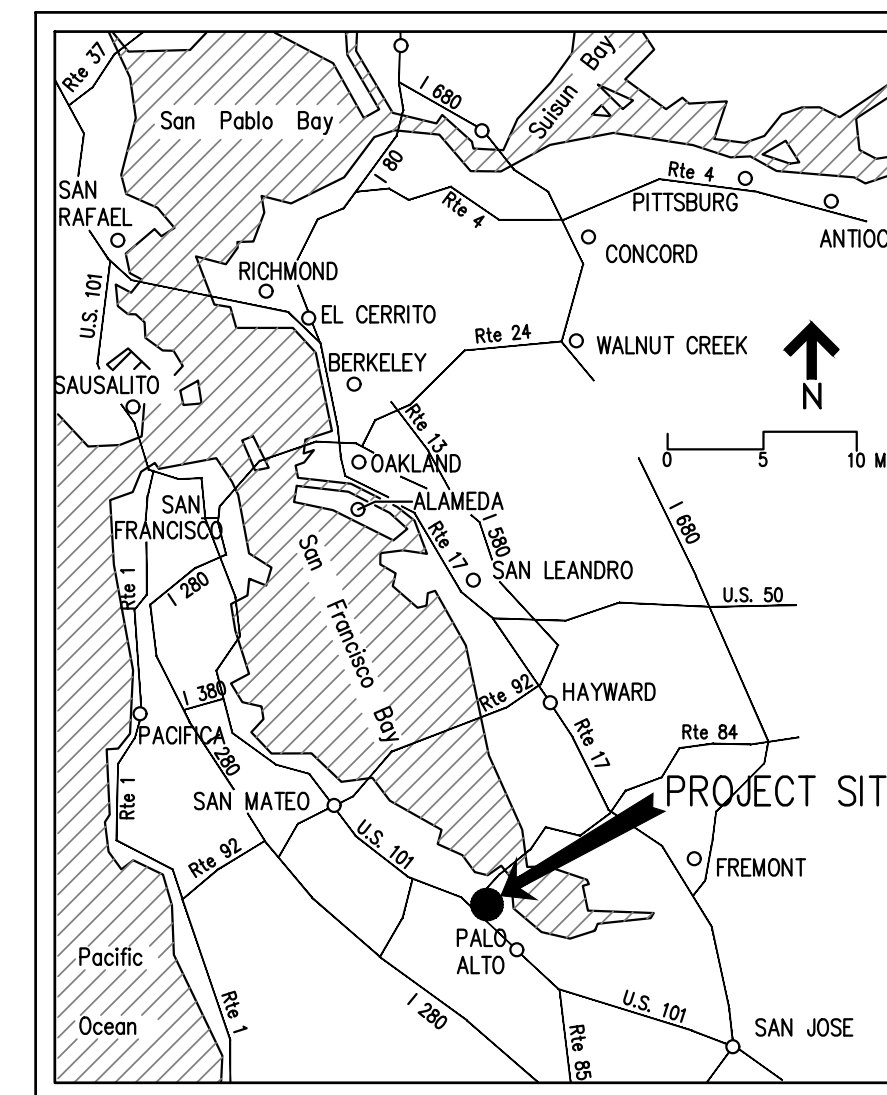 Rte 37
I 680
Suisun Bay
San Pablo Bay
I 80
SAN
RAFAEL
Rte 4
Rte 4
PITTSBURG
ANTIOC
CONCORD
RICHMOND
U.S. 101
EL CERRITO
Rte 24
WALNUT CREEK
BERKELEY
SAUSALITO
N
Rte 13
0 5 10 M
OAKLAND
ALAMEDA
SAN
FRANCISCO
I 680
I 580
Rte 17
San Francisco Bay
SAN LEANDRO
Rte 1
I 280
U.S. 50
I 380
Rte 92
HAYWARD
PACIFICA
I 280
Rte 17
Rte 84
PROJECT SIT
Rte 1
SAN MATEO
U.S. 101
Rte 92
FREMONT
PALO
ALTO
Pacific
Ocean
Rte 1
I 280
U.S. 101
SAN JOSE
Rte 85